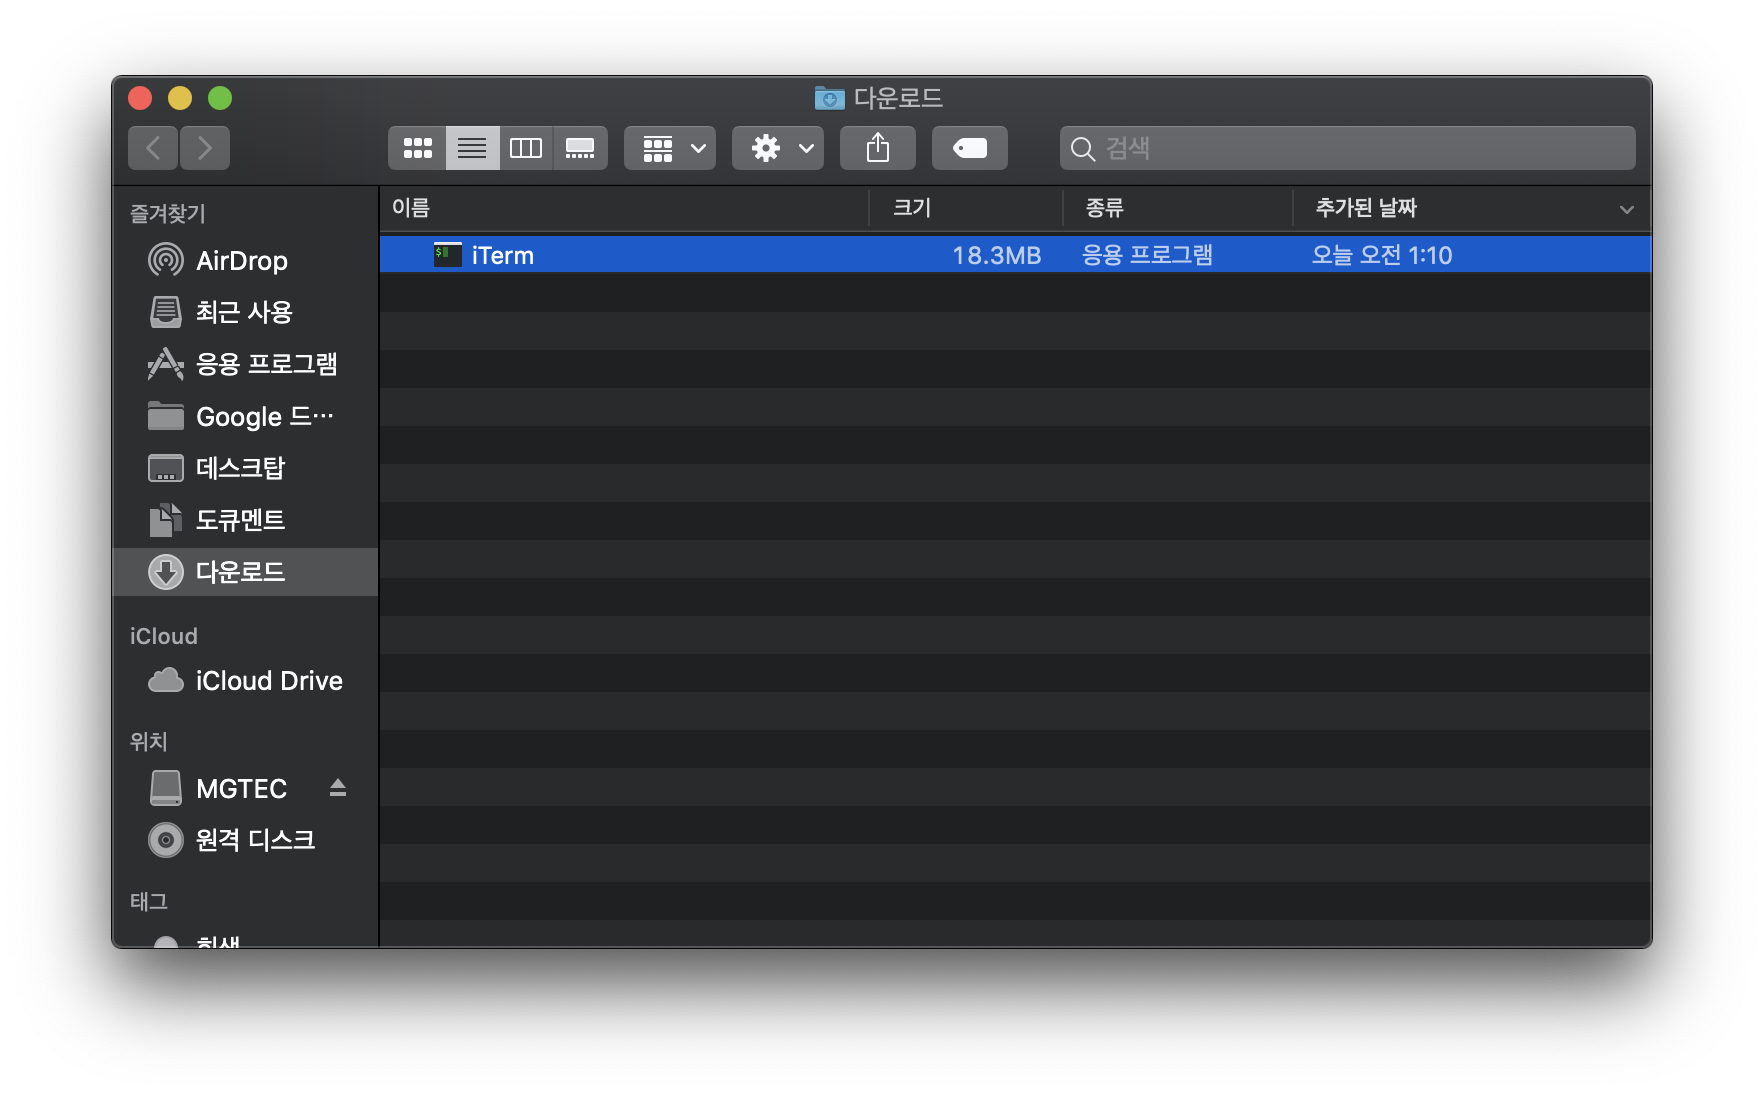 다운로드
검색
즐겨찾기
AirDrop
최근 사용
응용 프로그램
Google 드…
데스크탑
도큐멘트
다운로드
iCloud
iCloud Drive
위치
MGTEC
원격 디스크
태그
회색
이름 크기 종류 추가된 날짜
iTerm 18.3MB 응용 프로그램 오늘 오전 1:10